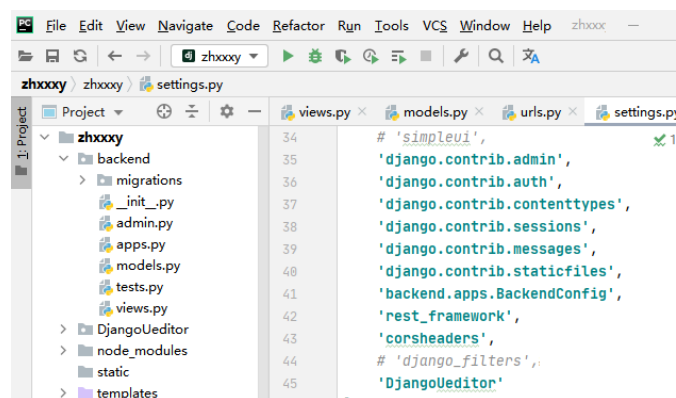 PC File Edit View Navigate Code Refactor Run Tools VCS Window Help zhxxx
dj zhxxxy
zhxxxy zhxxxy settings.py
1: Project
Project views.py models.py urls.py settings.py
zhxxxy
backend
migrations
__init__.py
admin.py
apps.py
models.py
tests.py
views.py
DjangoUeditor
node_modules
static
templates
34 # 'simpleui',
35 'django.contrib.admin',
36 'django.contrib.auth',
37 'django.contrib.contenttypes',
38 'django.contrib.sessions',
39 'django.contrib.messages',
40 'django.contrib.staticfiles',
41 'backend.apps.BackendConfig',
42 'rest_framework',
43 'corsheaders',
44 # 'django_filters',
45 'DjangoUeditor'
1